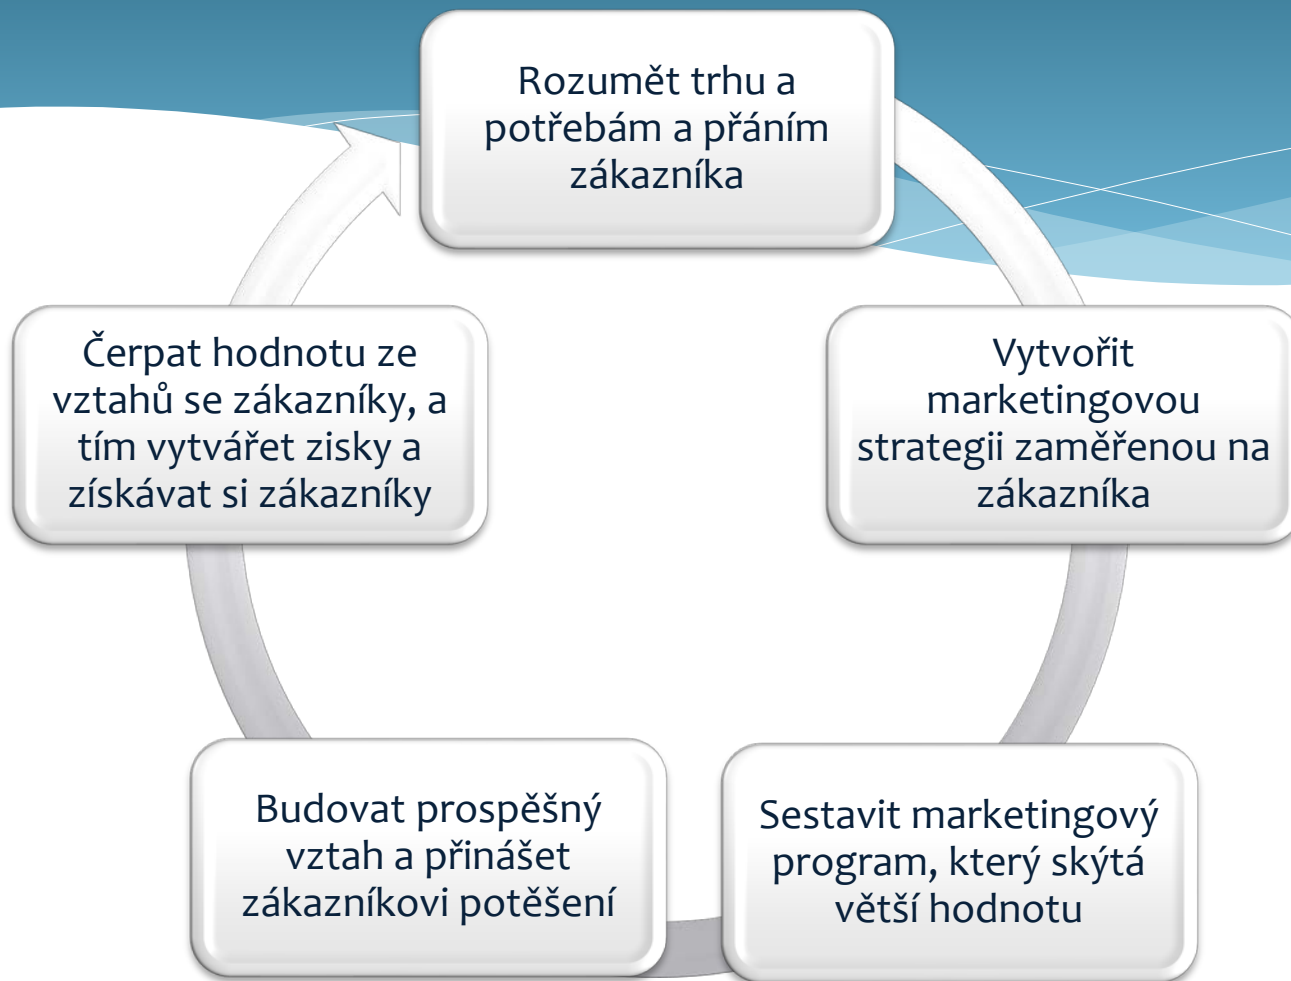 Rozumět trhu a
potřebám a přáním
zákazníka
Vytvořit
marketingovou
strategii zaměřenou na
zákazníka
Sestavit marketingový
program, který skýtá
větší hodnotu
Budovat prospěšný
vztah a přinášet
zákazníkovi potěšení
Čerpat hodnotu ze
vztahů se zákazníky, a
tím vytvářet zisky a
získávat si zákazníky